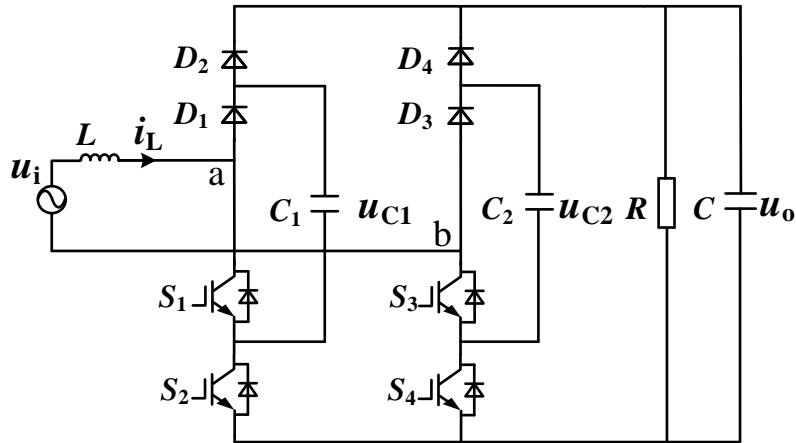 D2 D4
D1 D3
L iL
ui a
C1 uC1 C2 uC2 R C uo
b
S1 S3
S2 S4